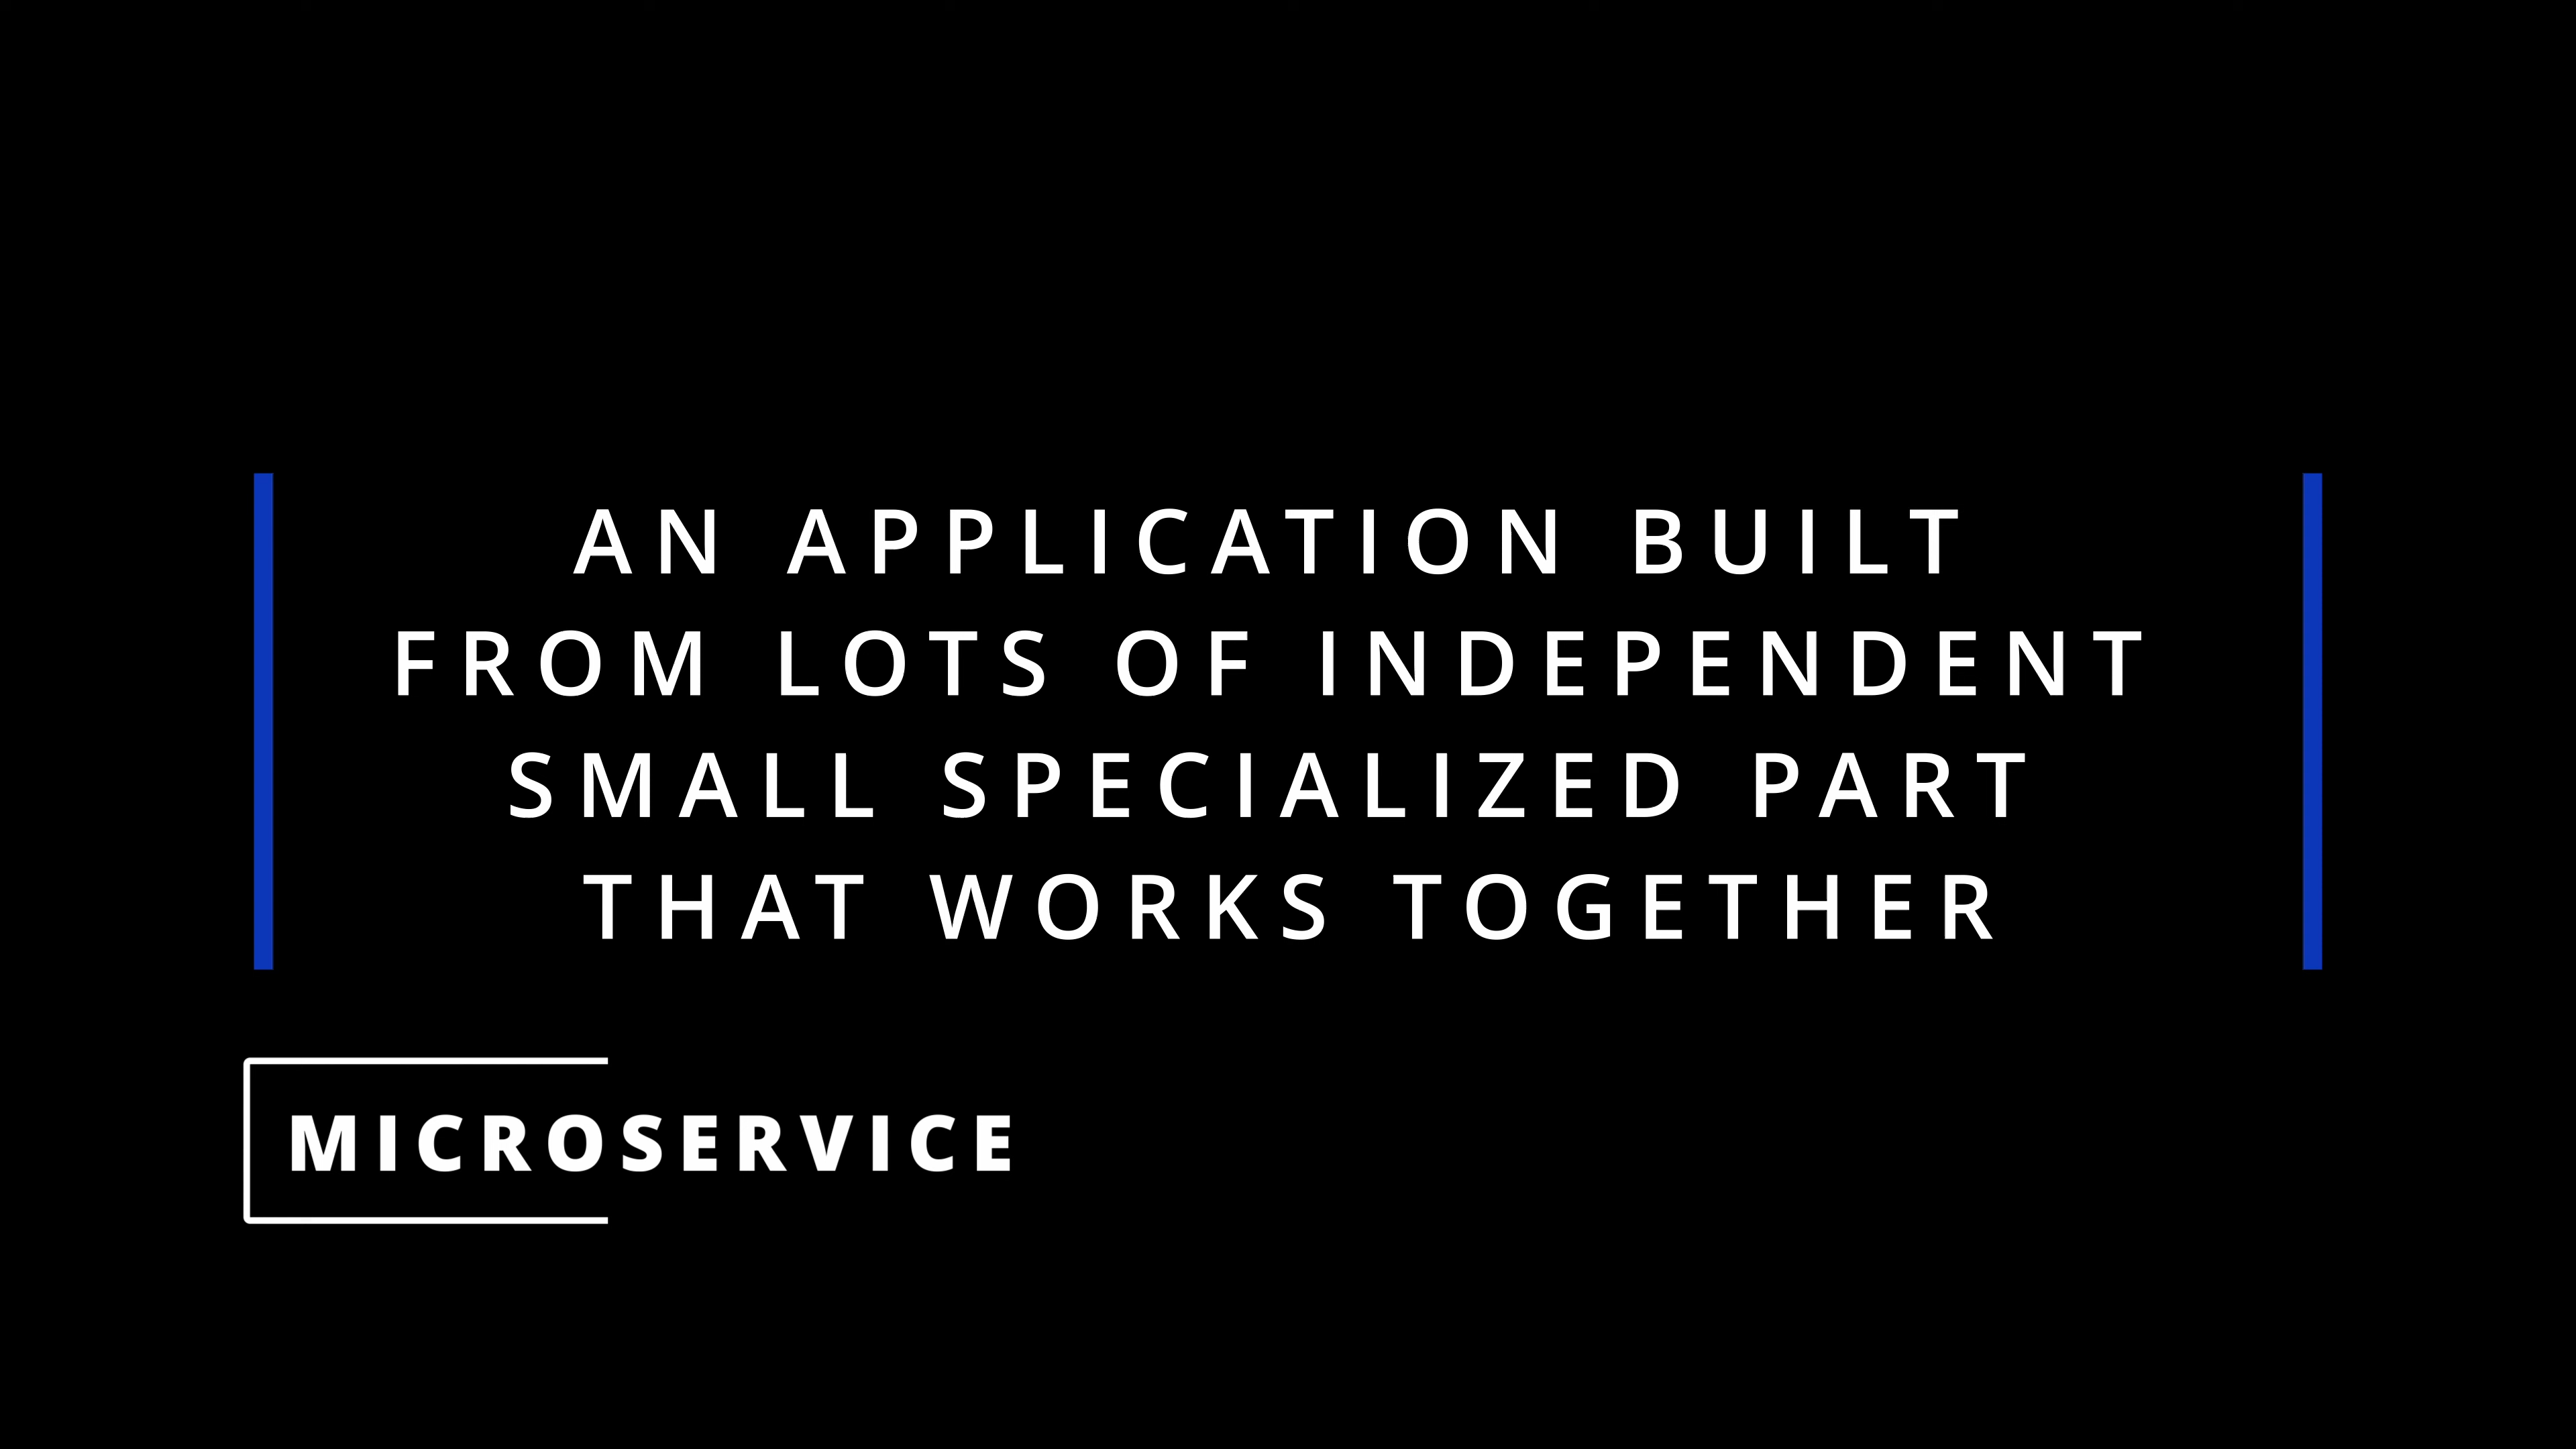 AN APPLICATION BUILT
FROM LOTS OF INDEPENDENT
SMALL SPECIALIZED PART
THAT WORKS TOGETHER
MICROSERVICE